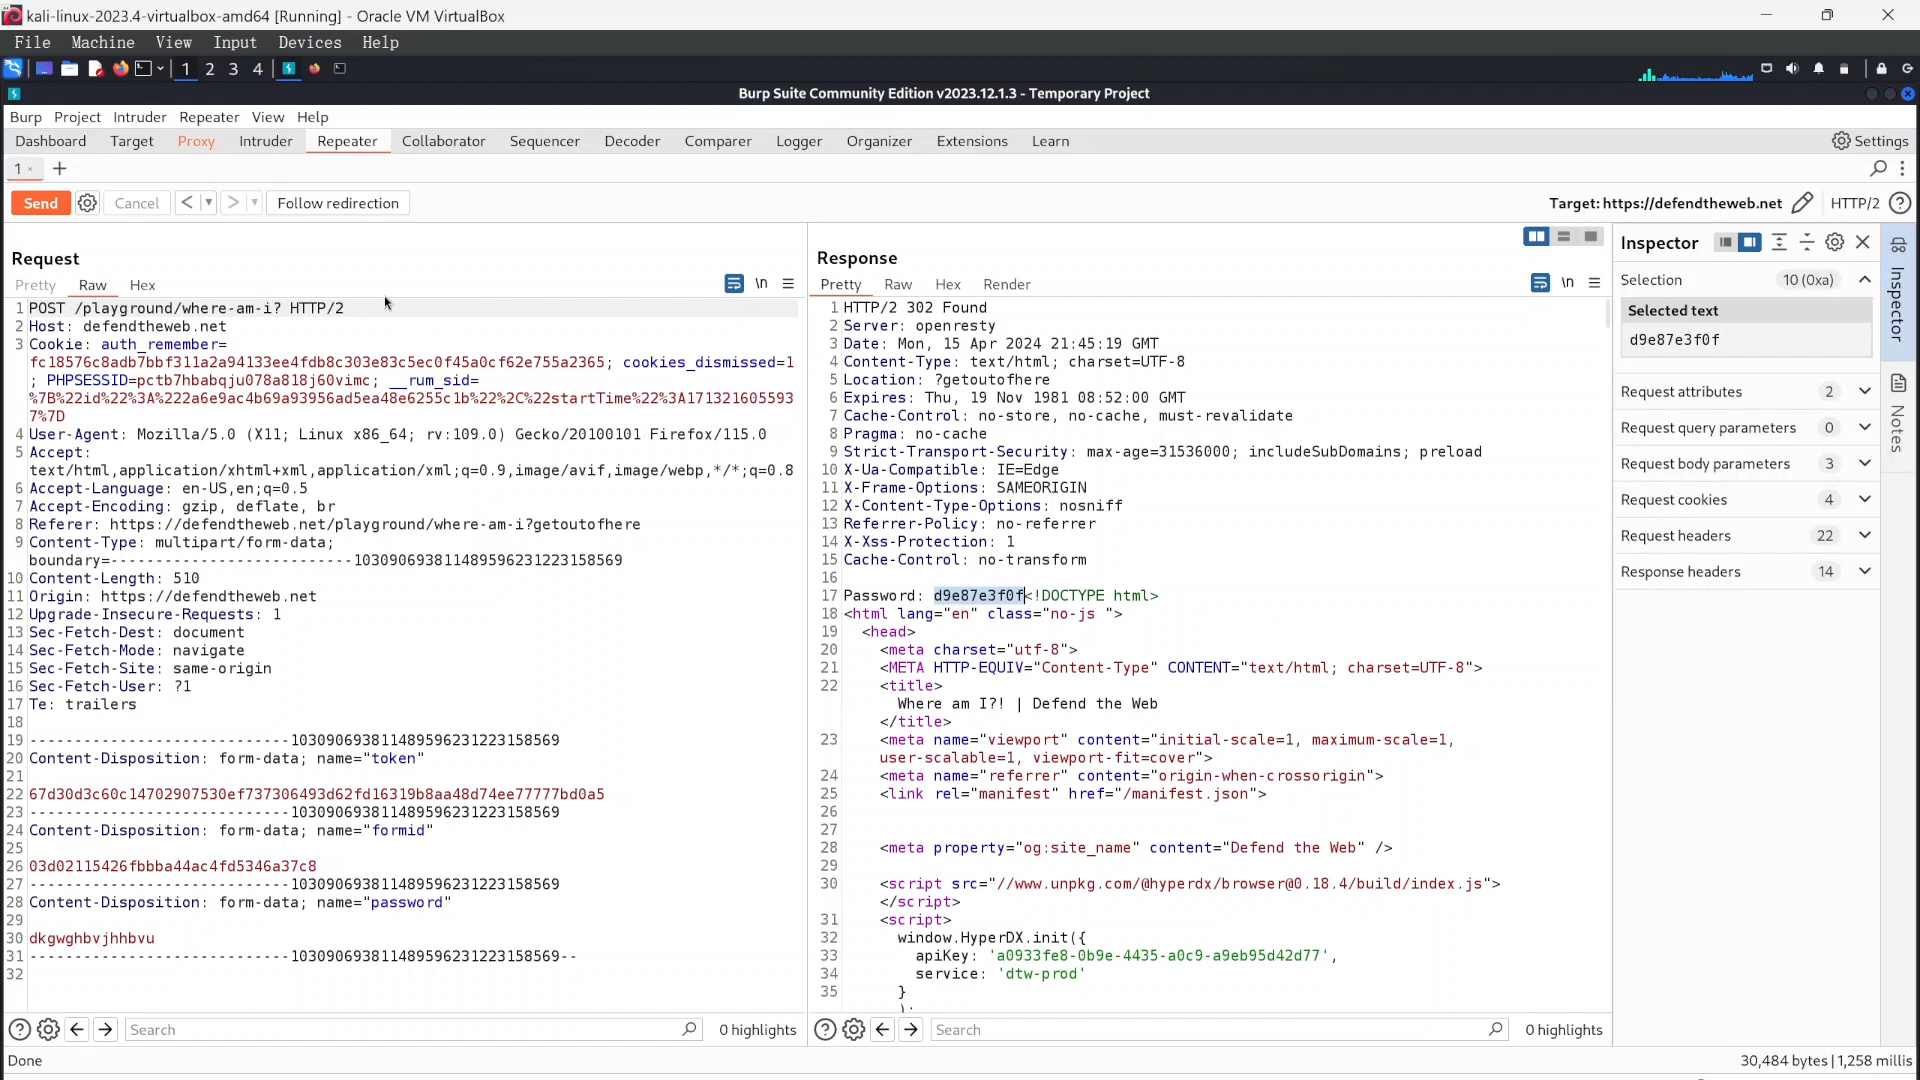 kali-linux-2023.4-virtualbox-amd64 [Running] - Oracle VM VirtualBox
File Machine View Input Devices Help
1 2 3 4
Burp Suite Community Edition v2023.12.1.3 - Temporary Project
Burp Project Intruder Repeater View Help
Dashboard Target Proxy Intruder Repeater Collaborator Sequencer Decoder Comparer Logger Organizer Extensions Learn Settings
1 × +
Send Cancel < > Follow redirection Target: https://defendtheweb.net HTTP/2
Request
Pretty Raw Hex \n
1 POST /playground/where-am-i? HTTP/2
2 Host: defendtheweb.net
3 Cookie: auth_remember=
fc18576c8adb7bbf311a2a94133ee4fdb8c303e83c5ec0f45a0cf62e755a2365; cookies_dismissed=1
; PHPSESSID=pctb7hbabqju078a818j60vimc; __rum_sid=
%7B%22id%22%3A%222a6e9ac4b69a93956ad5ea48e6255c1b%22%2C%22startTime%22%3A171321605593
7%7D
4 User-Agent: Mozilla/5.0 (X11; Linux x86_64; rv:109.0) Gecko/20100101 Firefox/115.0
5 Accept:
text/html,application/xhtml+xml,application/xml;q=0.9,image/avif,image/webp,*/*;q=0.8
6 Accept-Language: en-US,en;q=0.5
7 Accept-Encoding: gzip, deflate, br
8 Referer: https://defendtheweb.net/playground/where-am-i?getoutofhere
9 Content-Type: multipart/form-data;
boundary=---------------------------103090693811489596231223158569
10 Content-Length: 510
11 Origin: https://defendtheweb.net
12 Upgrade-Insecure-Requests: 1
13 Sec-Fetch-Dest: document
14 Sec-Fetch-Mode: navigate
15 Sec-Fetch-Site: same-origin
16 Sec-Fetch-User: ?1
17 Te: trailers
18
19 -----------------------------103090693811489596231223158569
20 Content-Disposition: form-data; name="token"
21
22 67d30d3c60c14702907530ef737306493d62fd16319b8aa48d74ee77777bd0a5
23 -----------------------------103090693811489596231223158569
24 Content-Disposition: form-data; name="formid"
25
26 03d02115426fbbba44ac4fd5346a37c8
27 -----------------------------103090693811489596231223158569
28 Content-Disposition: form-data; name="password"
29
30 dkgwghbvjhhbvu
31 -----------------------------103090693811489596231223158569--
32
Search 0 highlights
Response
Pretty Raw Hex Render \n
1 HTTP/2 302 Found
2 Server: openresty
3 Date: Mon, 15 Apr 2024 21:45:19 GMT
4 Content-Type: text/html; charset=UTF-8
5 Location: ?getoutofhere
6 Expires: Thu, 19 Nov 1981 08:52:00 GMT
7 Cache-Control: no-store, no-cache, must-revalidate
8 Pragma: no-cache
9 Strict-Transport-Security: max-age=31536000; includeSubDomains; preload
10 X-Ua-Compatible: IE=Edge
11 X-Frame-Options: SAMEORIGIN
12 X-Content-Type-Options: nosniff
13 Referrer-Policy: no-referrer
14 X-Xss-Protection: 1
15 Cache-Control: no-transform
16
17 Password: d9e87e3f0f<!DOCTYPE html>
18 <html lang="en" class="no-js ">
19 <head>
20 <meta charset="utf-8">
21 <META HTTP-EQUIV="Content-Type" CONTENT="text/html; charset=UTF-8">
22 <title>
Where am I?! | Defend the Web
</title>
23 <meta name="viewport" content="initial-scale=1, maximum-scale=1,
user-scalable=1, viewport-fit=cover">
24 <meta name="referrer" content="origin-when-crossorigin">
25 <link rel="manifest" href="/manifest.json">
26
27
28 <meta property="og:site_name" content="Defend the Web" />
29
30 <script src="//www.unpkg.com/@hyperdx/browser@0.18.4/build/index.js">
</script>
31 <script>
32 window.HyperDX.init({
33 apiKey: 'a0933fe8-0b9e-4435-a0c9-a9eb95d42d77',
34 service: 'dtw-prod'
35 }
);
Search 0 highlights
Inspector
Selection 10 (0xa)
Selected text
d9e87e3f0f
Request attributes 2
Request query parameters 0
Request body parameters 3
Request cookies 4
Request headers 22
Response headers 14
Inspector
Notes
Done 30,484 bytes | 1,258 millis